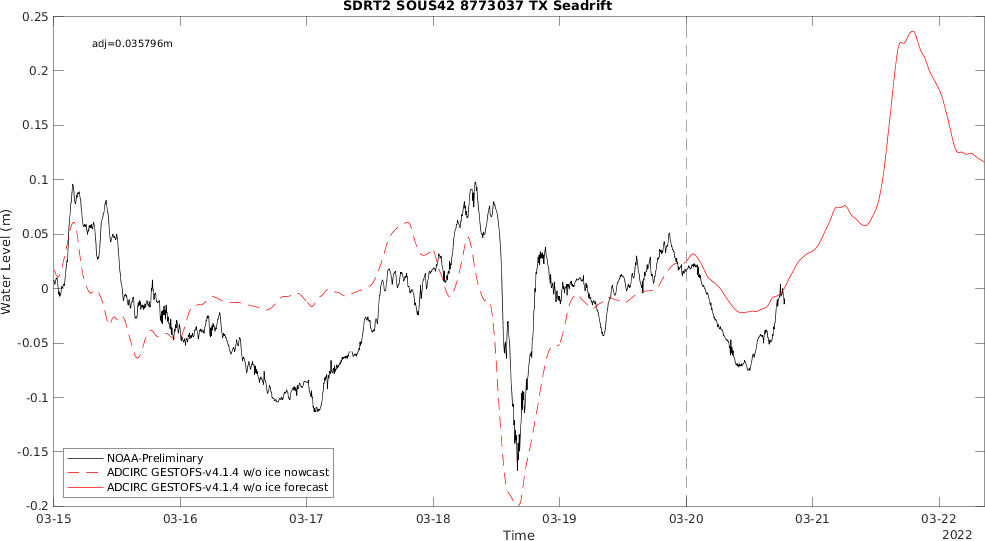 SDRT2 SOUS42 8773037 TX Seadrift
adj=0.035796m
0.25
0.2
0.15
0.1
0.05
0
-0.05
-0.1
-0.15
-0.2
Water Level (m)
NOAA-Preliminary
ADCIRC GESTOFS-v4.1.4 w/o ice nowcast
ADCIRC GESTOFS-v4.1.4 w/o ice forecast
03-15 03-16 03-17 03-18 03-19 03-20 03-21 03-22
Time
2022